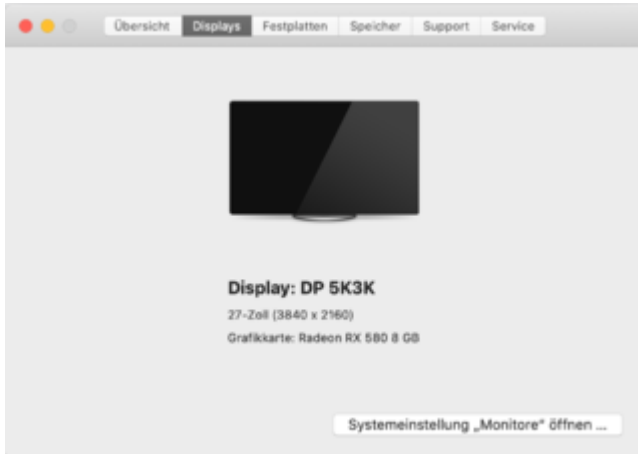 Übersicht Displays Festplatten Speicher Support Service
Display: DP 5K3K
27-Zoll (3840 x 2160)
Grafikkarte: Radeon RX 580 8 GB
Systemeinstellung „Monitore“ öffnen ...